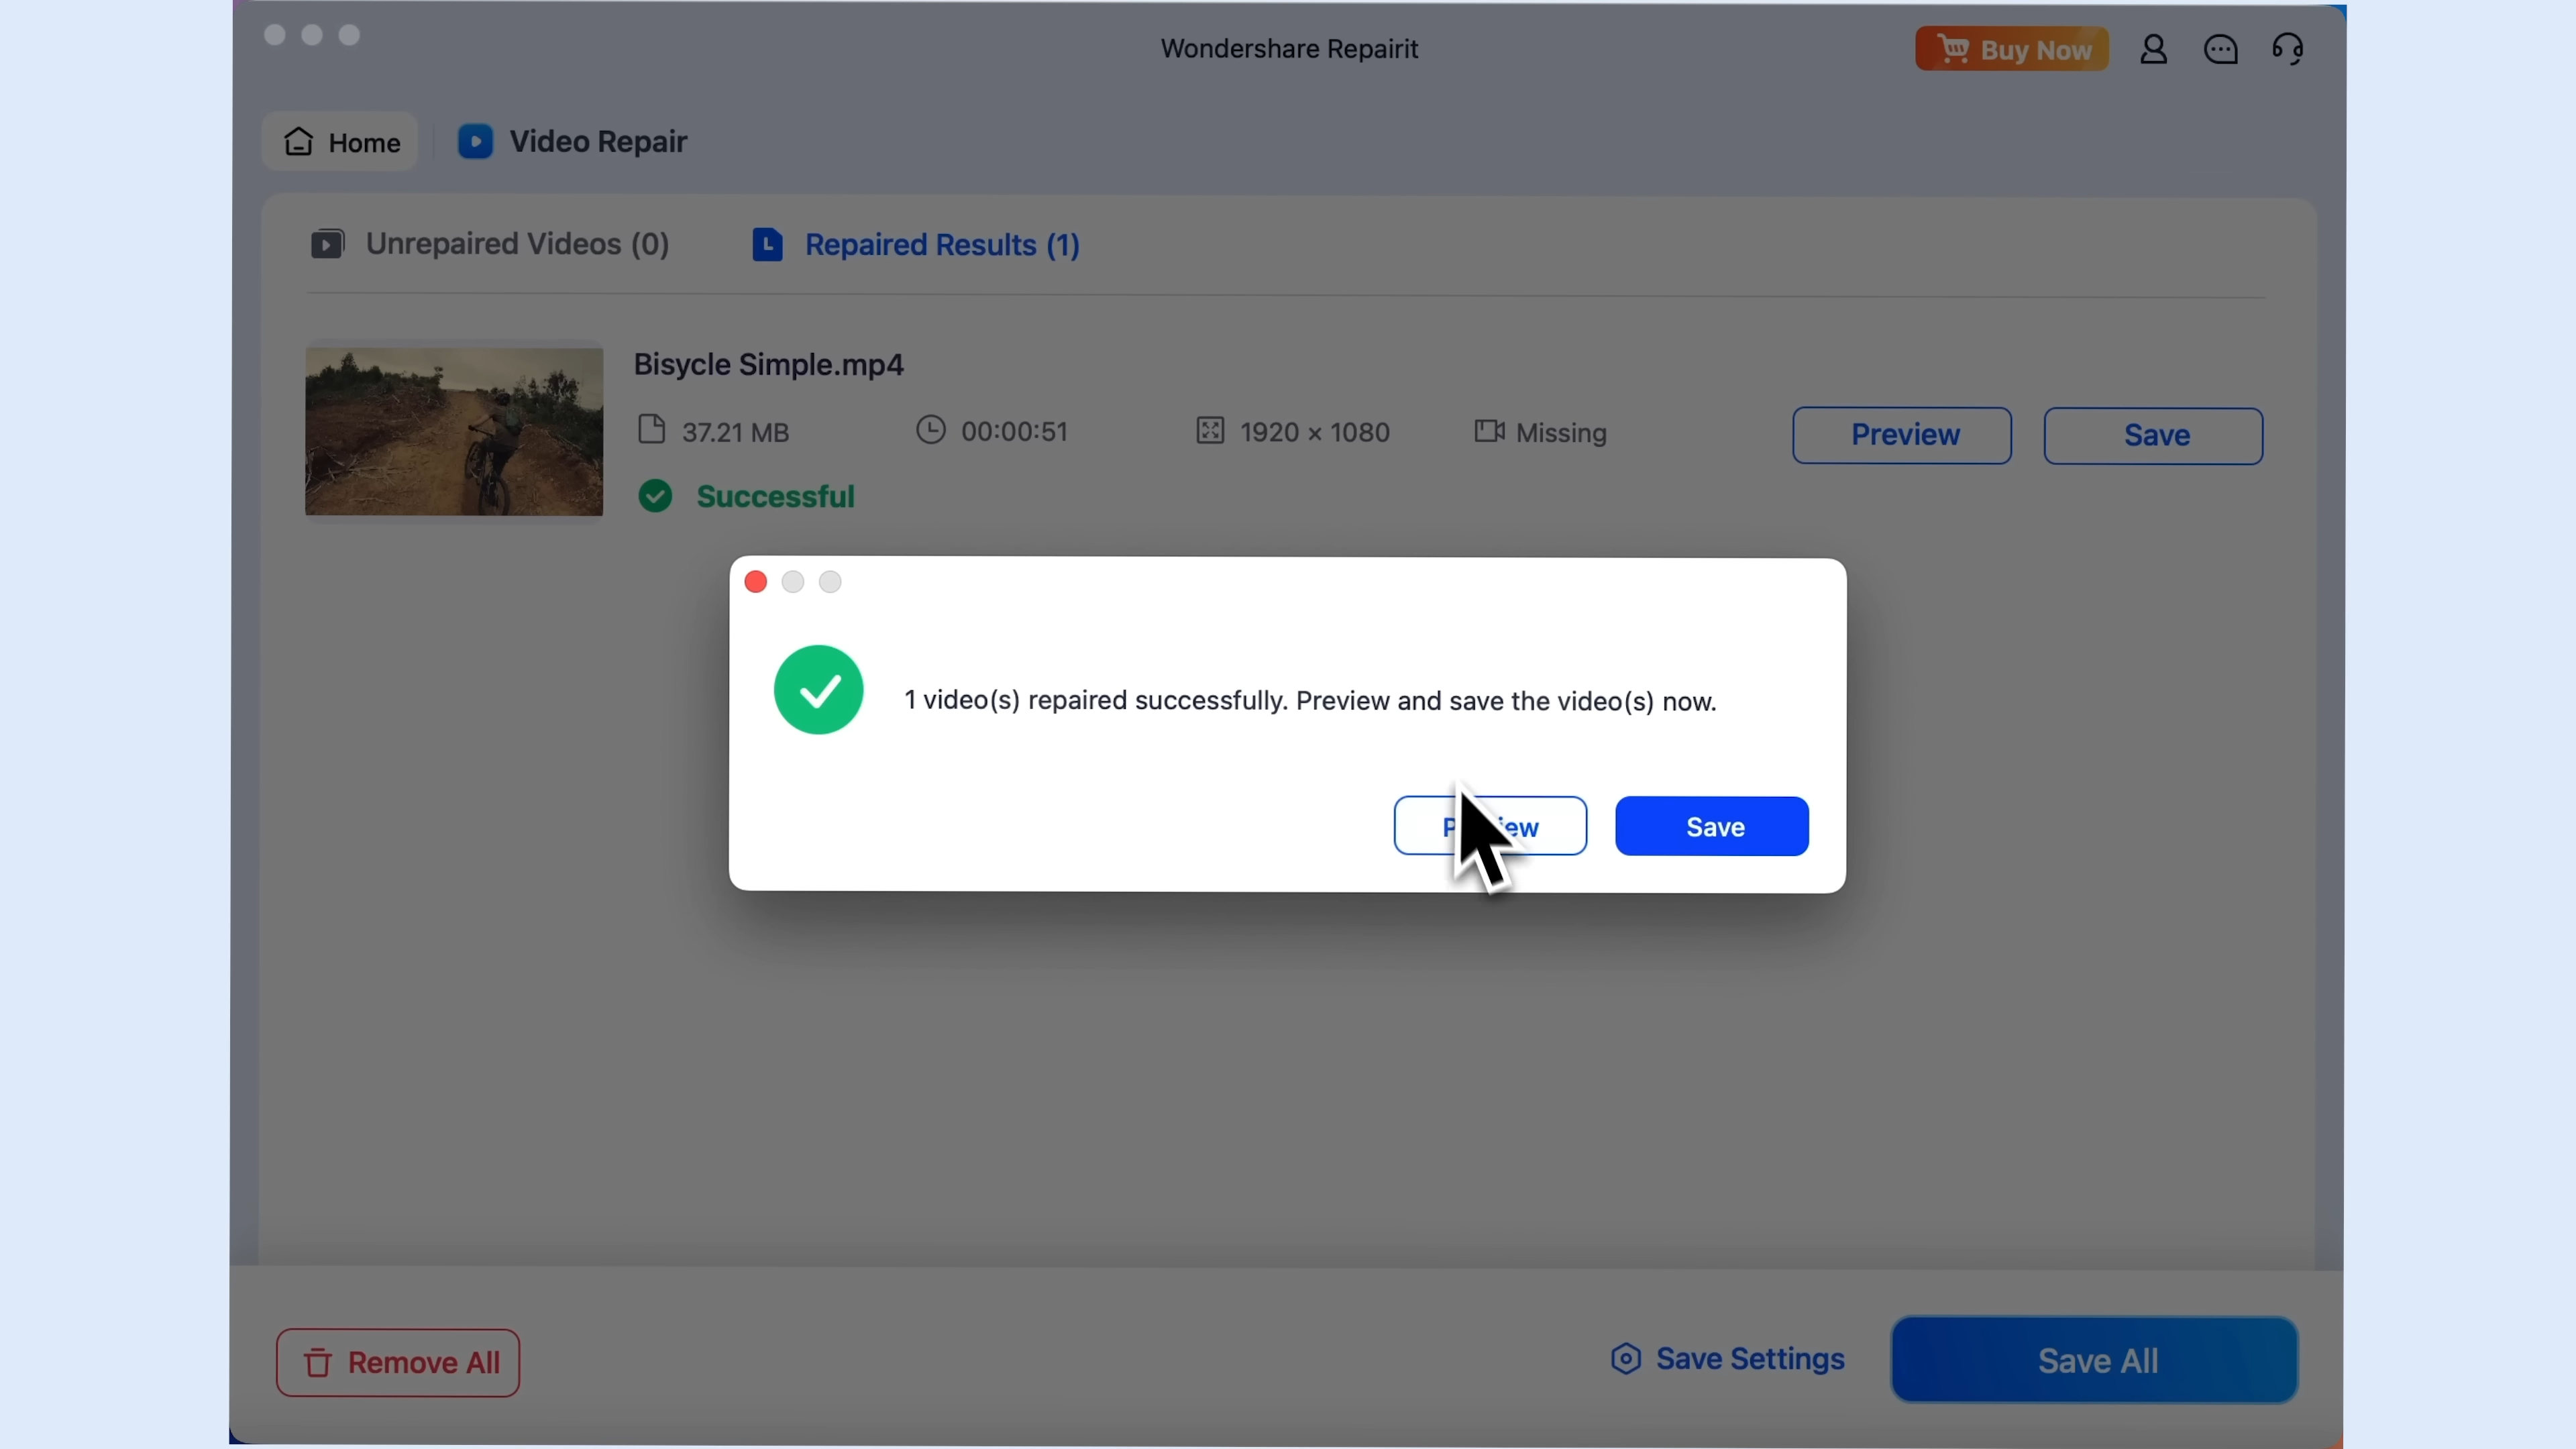 Wondershare Repairit
Buy Now
Home
Video Repair
Unrepaired Videos (0)
Repaired Results (1)
Bisycle Simple.mp4
37.21 MB
00:00:51
1920 × 1080
Missing
Preview
Save
Successful
1 video(s) repaired successfully. Preview and save the video(s) now.
Save
Remove All
Save Settings
Save All